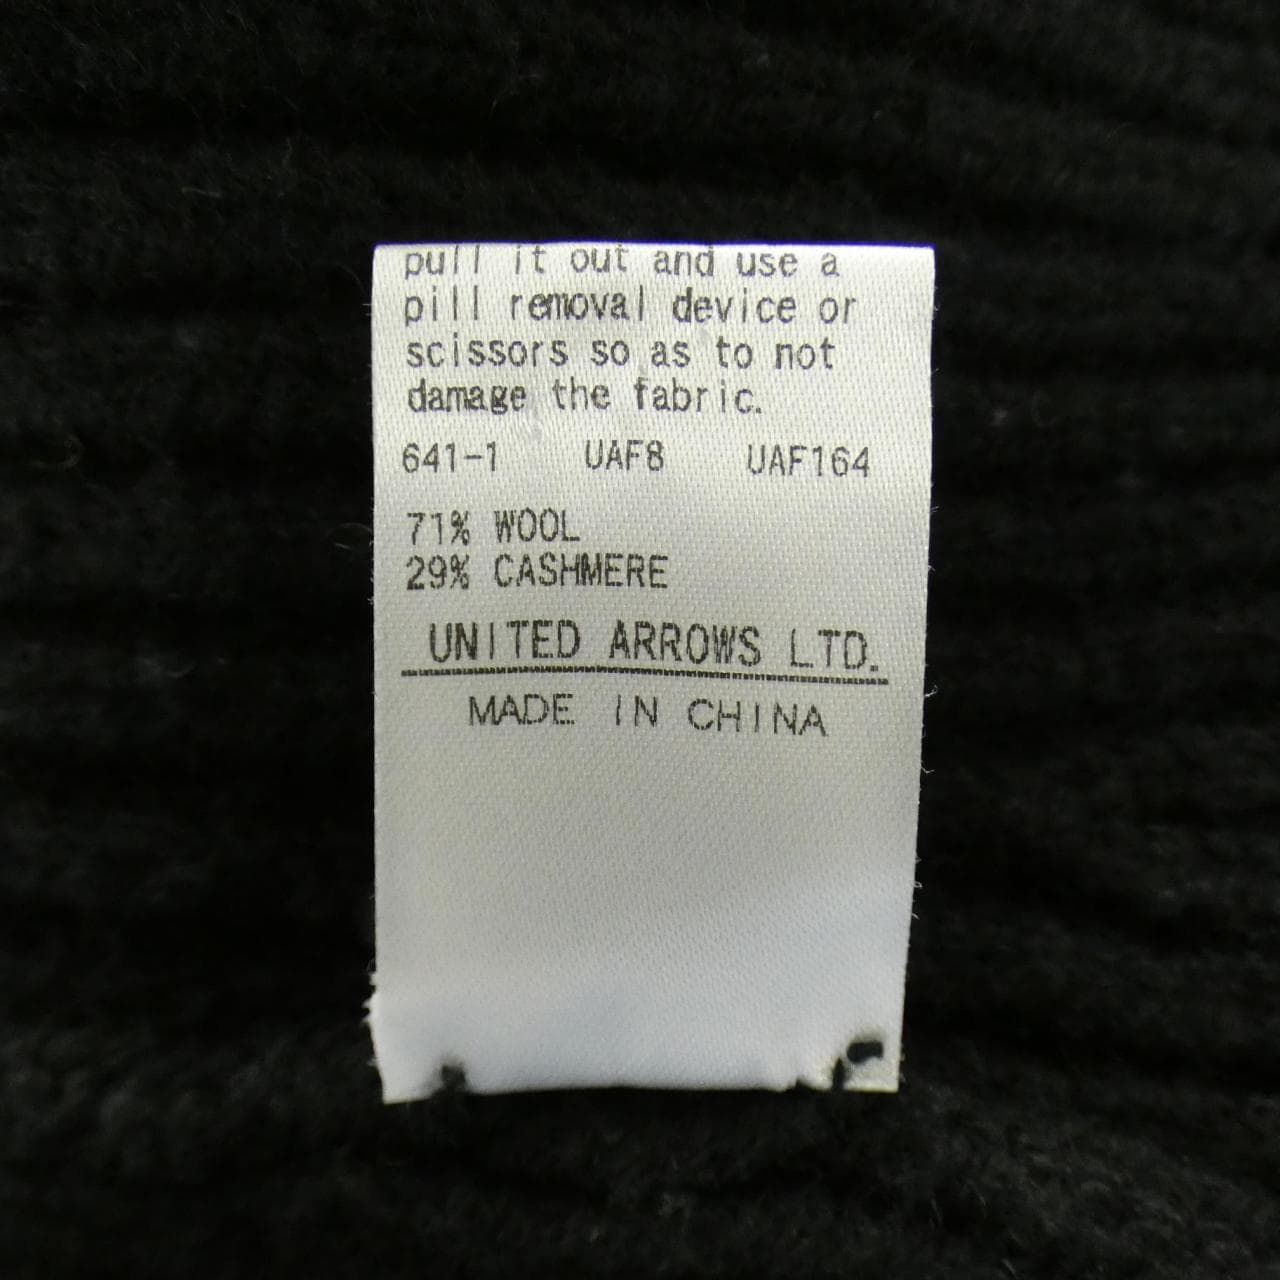 pull it out and use a
pill removal device or
scissors so as to not
damage the fabric.
641-1 UAF8 UAF164
71% WOOL
29% CASHMERE
UNITED ARROWS LTD.
MADE IN CHINA